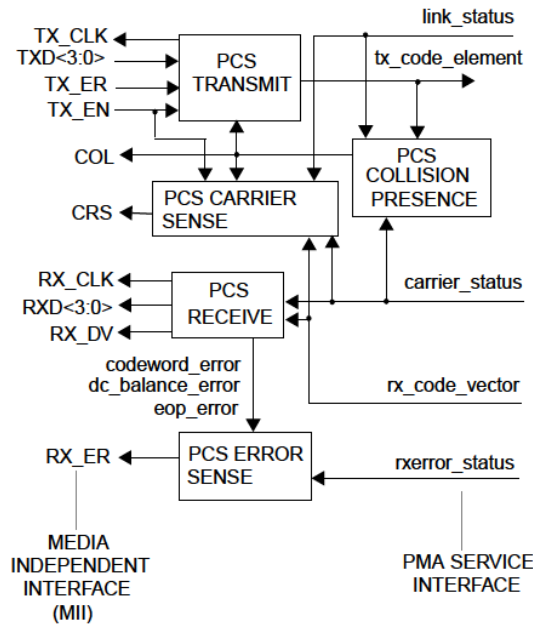 link_status
TX_CLK
TXD<3:0>
TX_ER
TX_EN
PCS
TRANSMIT
tx_code_element
COL
PCS
COLLISION
PRESENCE
CRS
PCS CARRIER
SENSE
RX_CLK
RXD<3:0>
RX_DV
PCS
RECEIVE
carrier_status
codeword_error
dc_balance_error
eop_error
rx_code_vector
RX_ER
PCS ERROR
SENSE
rxerror_status
MEDIA
INDEPENDENT
INTERFACE
(MII)
PMA SERVICE
INTERFACE